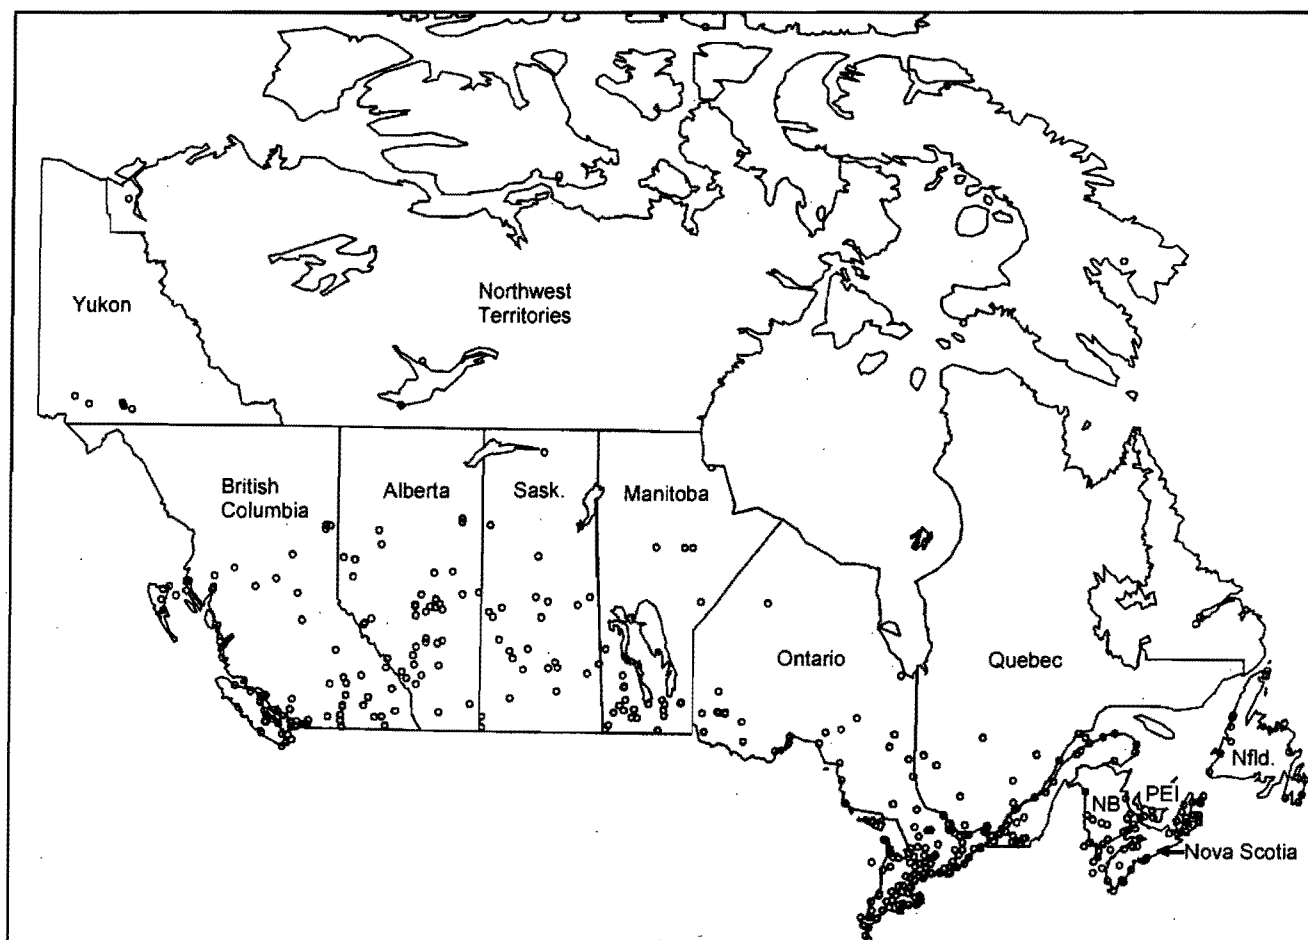 Yukon
Northwest
Territories
British
Columbia
Alberta
Sask.
Manitoba
Ontario
Quebec
Nfld.
NB
PEI
Nova Scotia